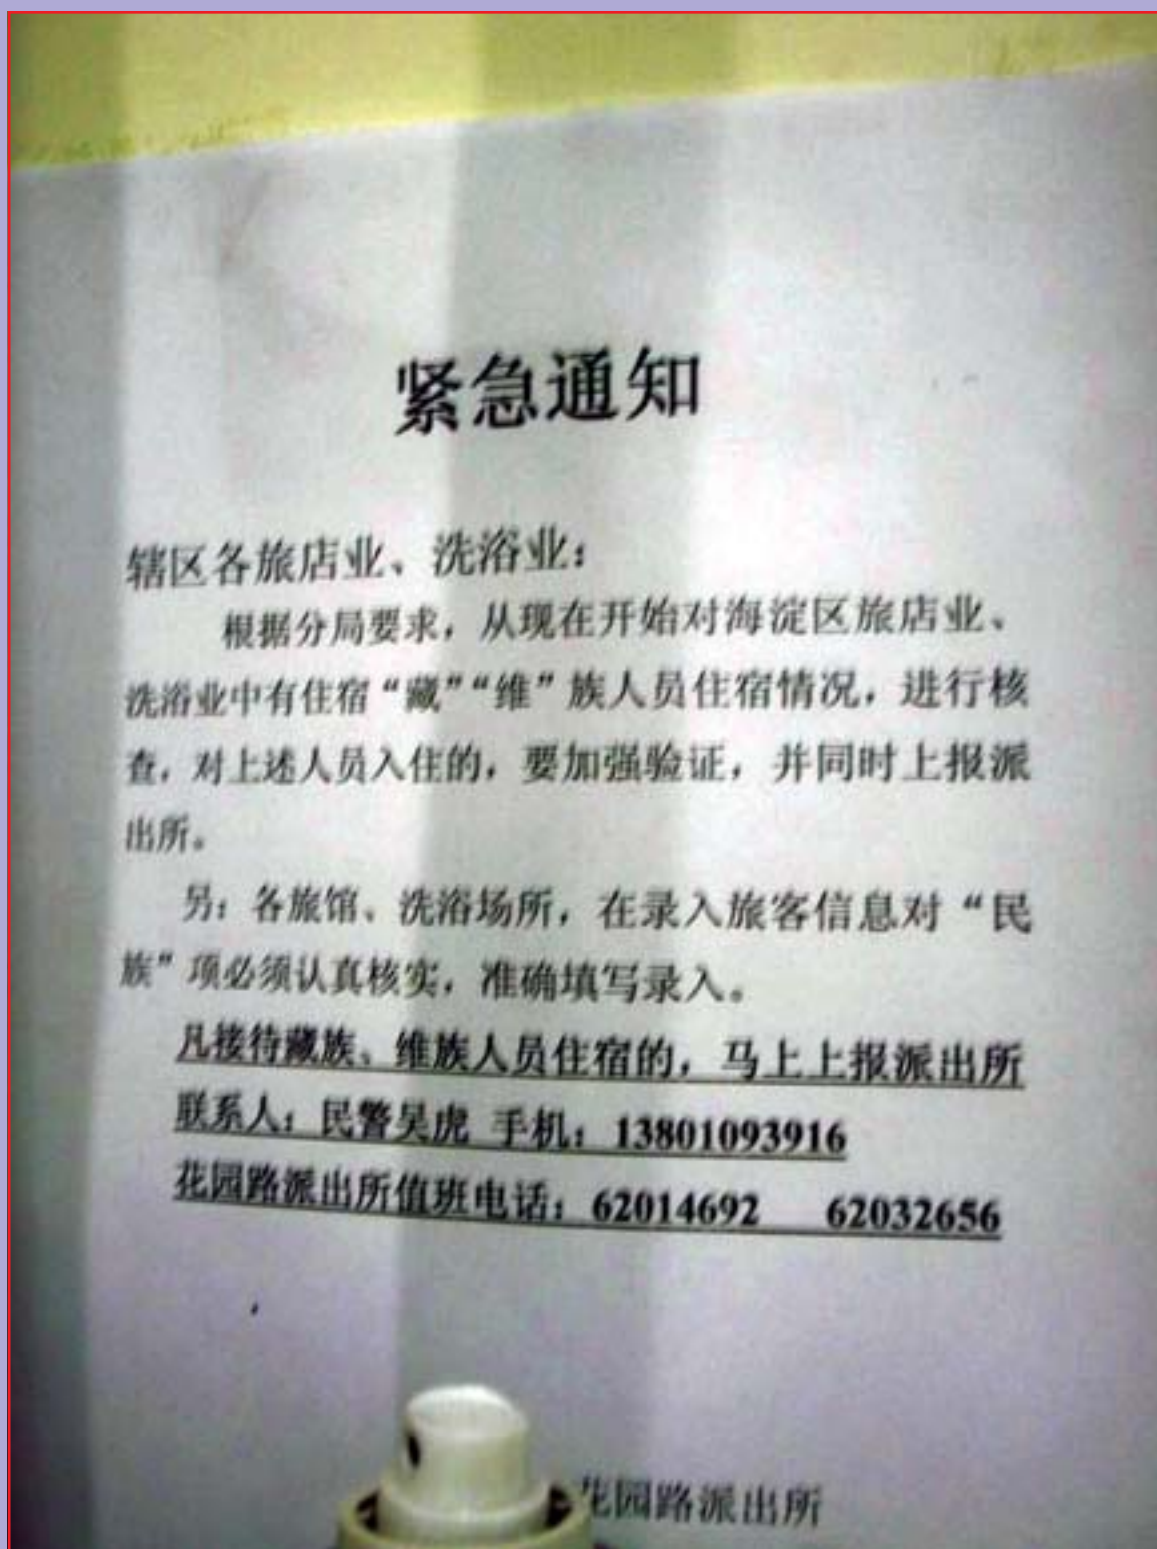 紧急通知
辖区各旅店业、洗浴业：
根据分局要求，从现在开始对海淀区旅店业、
洗浴业中有住宿“藏”“维”族人员住宿情况，进行核
查，对上述人员入住的，要加强验证，并同时上报派
出所。
另：各旅馆、洗浴场所，在录入旅客信息对“民
族”项必须认真核实，准确填写录入。
凡接待藏族、维族人员住宿的，马上上报派出所
联系人：民警吴虎 手机：13801093916
花园路派出所值班电话：62014692 62032656
花园路派出所